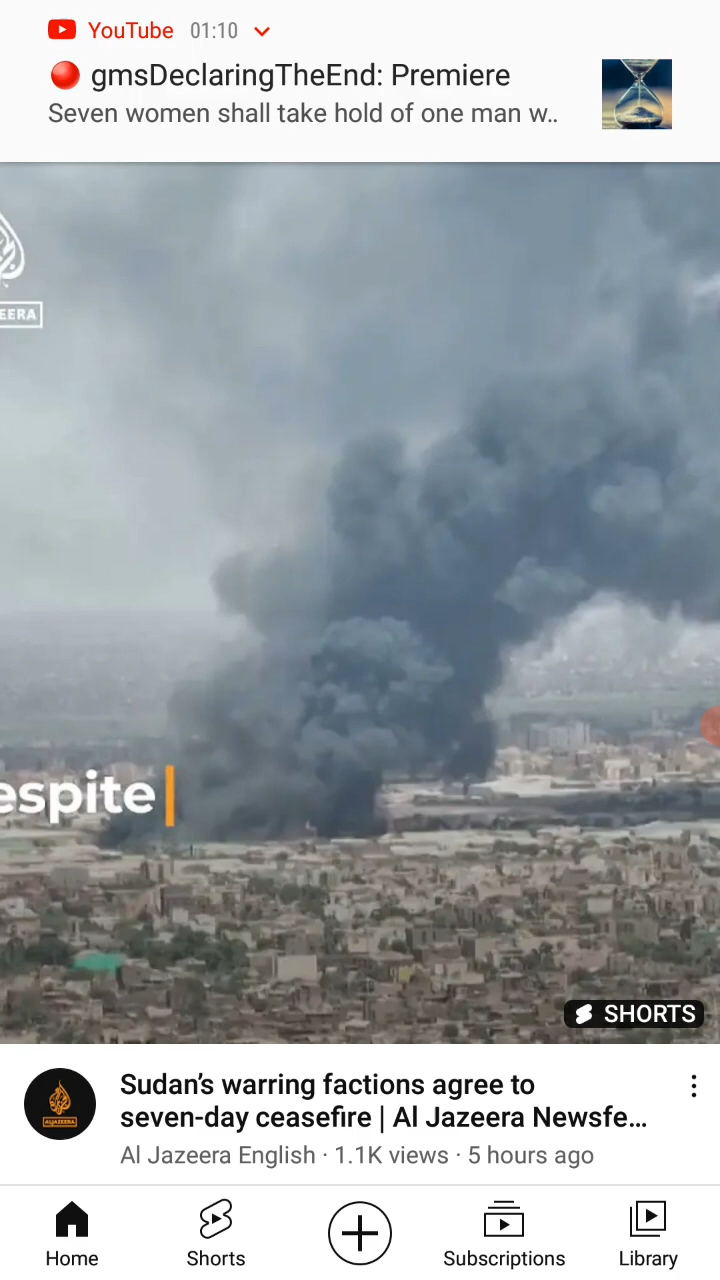 YouTube 01:10
gmsDeclaringTheEnd: Premiere
Seven women shall take hold of one man w..
EERA
espite
SHORTS
Sudan's warring factions agree to
seven-day ceasefire | Al Jazeera Newsfe...
ALJAZEERA
Al Jazeera English · 1.1K views · 5 hours ago
Home
Shorts
Subscriptions
Library